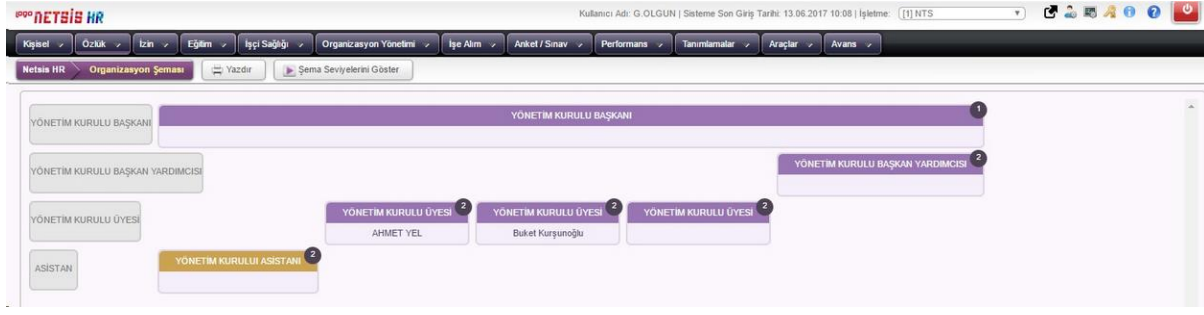 logo NETSİS HR
Kullanıcı Adı: G.OLGUN | Sisteme Son Giriş Tarihi: 13.06.2017 10:08 | İşletme: [1] NTS
Kişisel Özlük İzin Eğitim İşçi Sağlığı Organizasyon Yönetimi İşe Alım Anket / Sınav Performans Tanımlamalar Araçlar Avans
Netsis HR Organizasyon Şeması Yazdır Şema Seviyelerini Göster
YÖNETİM KURULU BAŞKANI YÖNETİM KURULU BAŞKANI 1
YÖNETİM KURULU BAŞKAN YARDIMCISI YÖNETİM KURULU BAŞKAN YARDIMCISI 2
YÖNETİM KURULU ÜYESİ YÖNETİM KURULU ÜYESİ 2 YÖNETİM KURULU ÜYESİ 2 YÖNETİM KURULU ÜYESİ 2
AHMET YEL Buket Kurşunoğlu
ASİSTAN YÖNETİM KURULUI ASİSTANI 2